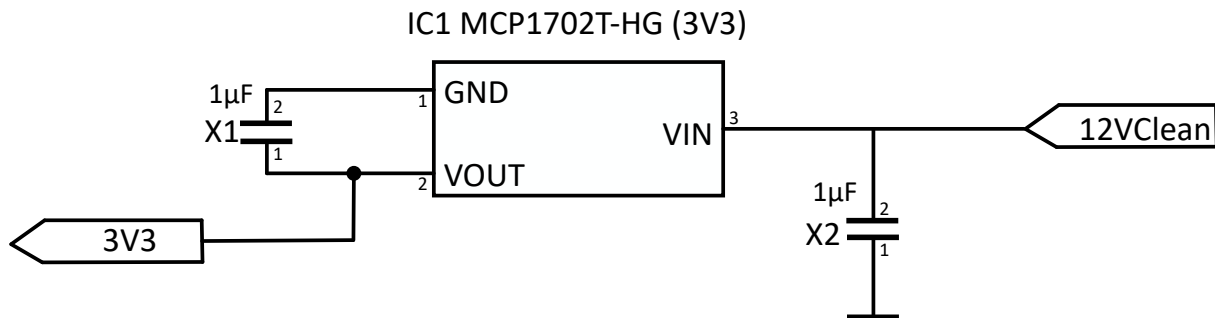 IC1 MCP1702T-HG (3V3)
1µF
2
X1
1
1
GND
VIN
3
12VClean
2
VOUT
3V3
1µF
2
X2
1